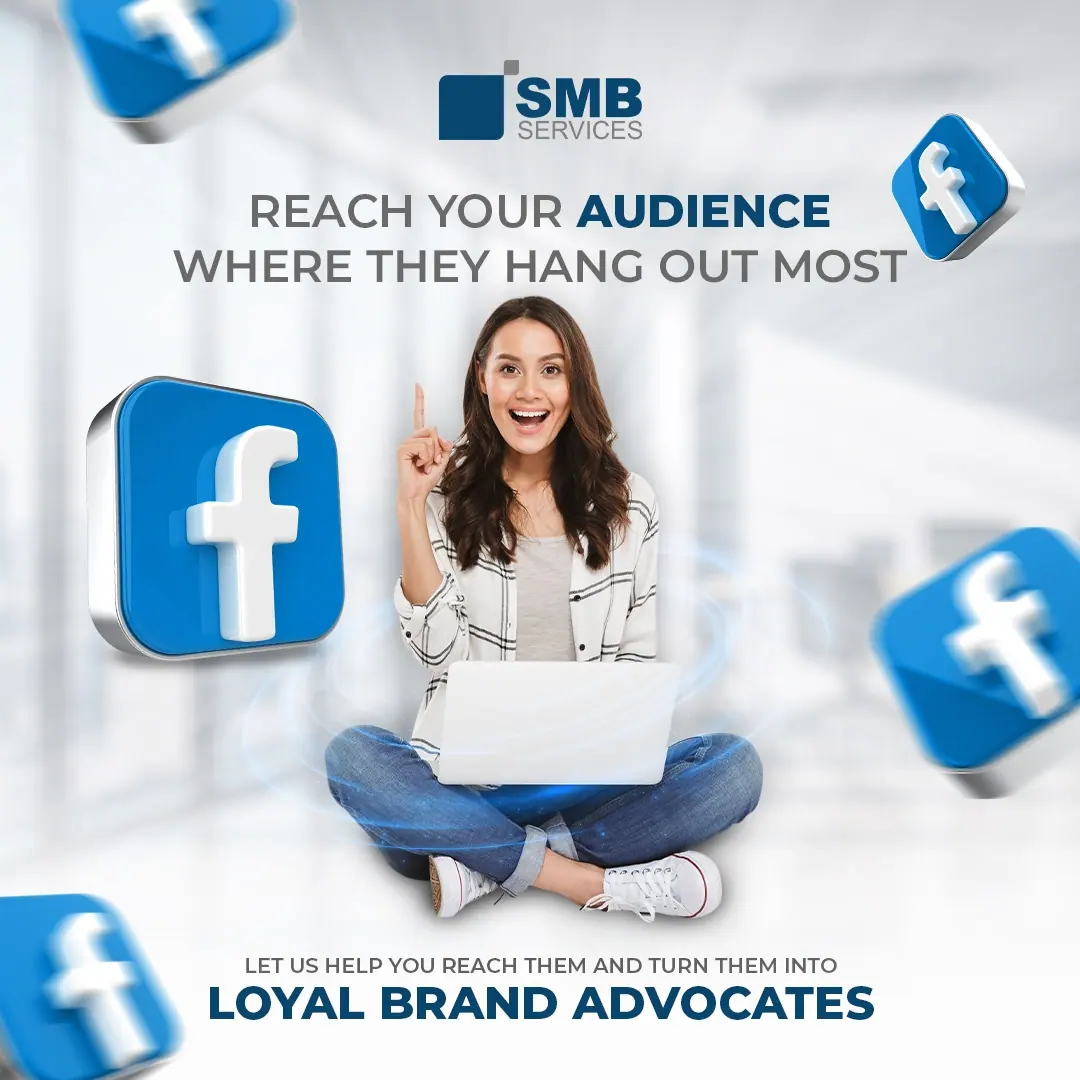 SMB
SERVICES
REACH YOUR AUDIENCE
WHERE THEY HANG OUT MOST
f
f
f
f
f
LET US HELP YOU REACH THEM AND TURN THEM INTO
LOYAL BRAND ADVOCATES